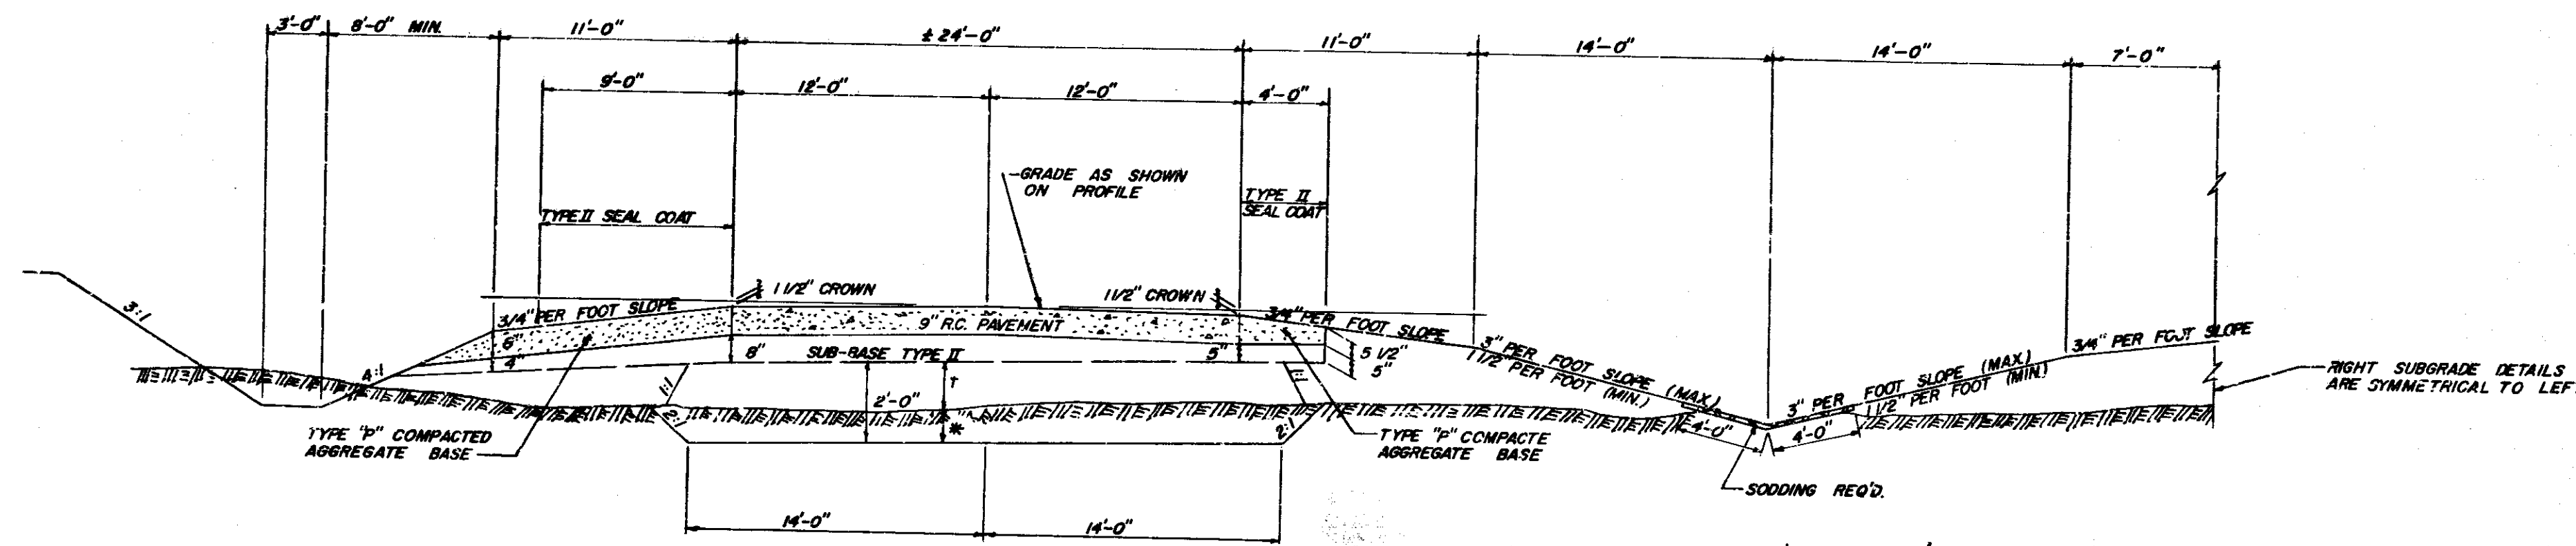 3'-0"
8'-0" MIN.
11'-0"
± 24'-0"
11'-0"
14'-0"
14'-0"
7'-0"
9'-0"
12'-0"
12'-0"
4'-0"
GRADE AS SHOWN
ON PROFILE
TYPE II
SEAL COAT
TYPE II SEAL COAT
1 1/2" CROWN
1 1/2" CROWN
3:1
3/4" PER FOOT SLOPE
9" R.C. PAVEMENT
3/4" PER FOOT SLOPE
3" PER FOOT SLOPE (MAX.)
1 1/2" PER FOOT (MIN.)
3" PER FOOT SLOPE (MAX.)
1 1/2" PER FOOT (MIN.)
3/4" PER FOOT SLOPE
6"
4"
8"
SUB-BASE TYPE II
5"
5 1/2"
5"
4:1
1:1
2:1
2'-0"
†
*
1:1
2:1
4'-0"
4'-0"
RIGHT SUBGRADE DETAILS
ARE SYMMETRICAL TO LEF
TYPE "P" COMPACTED
AGGREGATE BASE
TYPE "P" COMPACTE
AGGREGATE BASE
SODDING REQ'D.
14'-0"
14'-0"